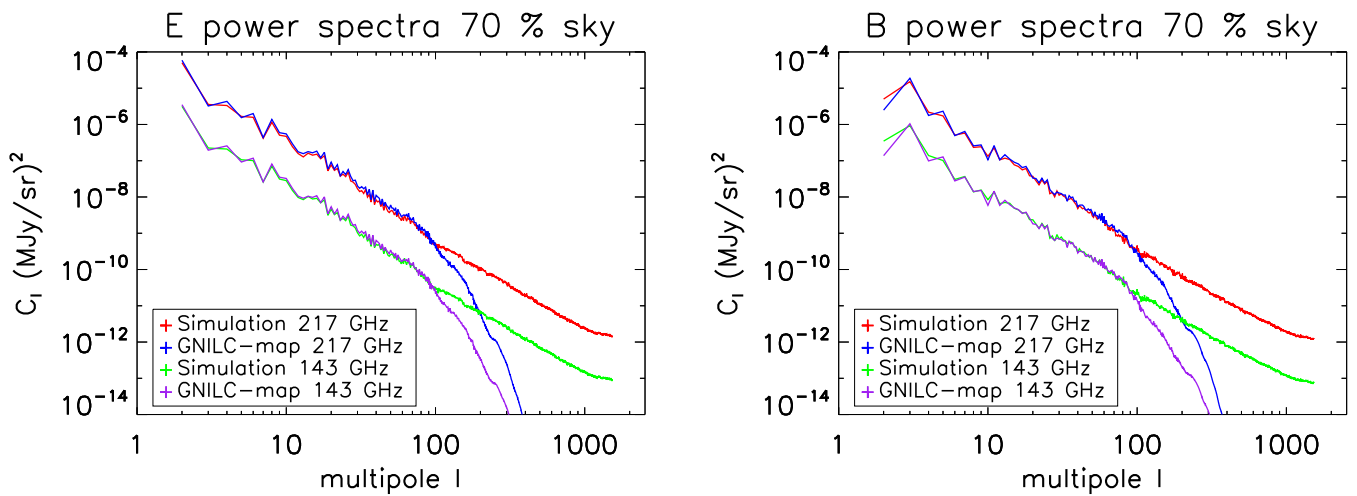 E power spectra 70 % sky
10⁻⁴
10⁻⁶
10⁻⁸
10⁻¹⁰
10⁻¹²
10⁻¹⁴
C_l (MJy/sr)²
Simulation 217 GHz
GNILC-map 217 GHz
Simulation 143 GHz
GNILC-map 143 GHz
1 10 100 1000
multipole l
B power spectra 70 % sky
10⁻⁴
10⁻⁶
10⁻⁸
10⁻¹⁰
10⁻¹²
10⁻¹⁴
C_l (MJy/sr)²
Simulation 217 GHz
GNILC-map 217 GHz
Simulation 143 GHz
GNILC-map 143 GHz
1 10 100 1000
multipole l